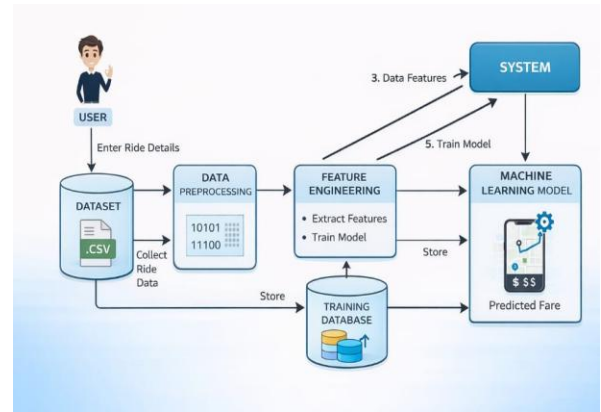 USER
Enter Ride Details
DATASET
.CSV
Collect
Ride
Data
DATA
PREPROCESSING
10101
11100
FEATURE
ENGINEERING
• Extract Features
• Train Model
3. Data Features
SYSTEM
5. Train Model
MACHINE
LEARNING MODEL
$ $$
Predicted Fare
Store
Store
TRAINING
DATABASE